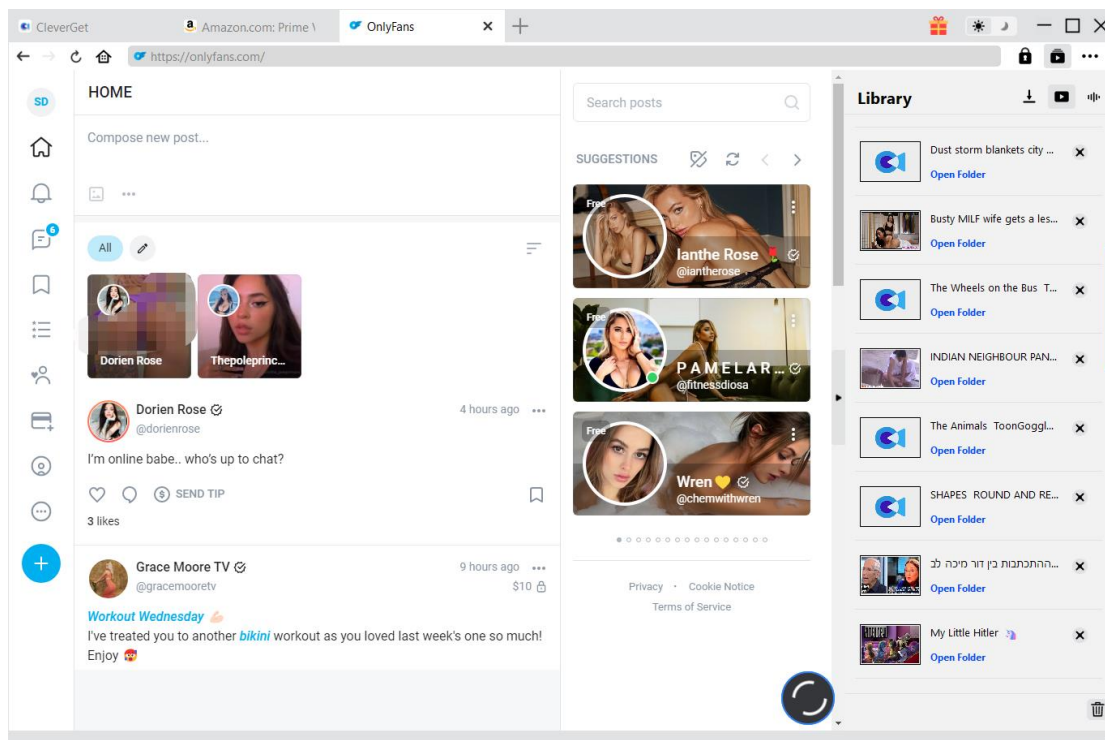 CleverGet
Amazon.com: Prime V
OnlyFans
https://onlyfans.com/
SD
6
HOME
Compose new post...
All
Dorien Rose
Thepoleprinc...
Dorien Rose
@dorienrose
4 hours ago
I'm online babe.. who's up to chat?
SEND TIP
3 likes
Grace Moore TV
@gracemooretv
9 hours ago
$10
Workout Wednesday 💪🏻
I've treated you to another bikini workout as you loved last week's one so much!
Enjoy 🥵
Search posts
SUGGESTIONS
Free
Ianthe Rose 🌹
@iantherose
Free
P A M E L A R ...
@fitnessdiosa
Free
Wren 💛
@chemwithwren
Privacy · Cookie Notice
Terms of Service
Library
Dust storm blankets city ...
Open Folder
Busty MILF wife gets a les...
Open Folder
The Wheels on the Bus T...
Open Folder
INDIAN NEIGHBOUR PAN...
Open Folder
The Animals ToonGoggl...
Open Folder
SHAPES ROUND AND RE...
Open Folder
ההתכתבות בין דור מיכה לב...
Open Folder
My Little Hitler 🦄
Open Folder